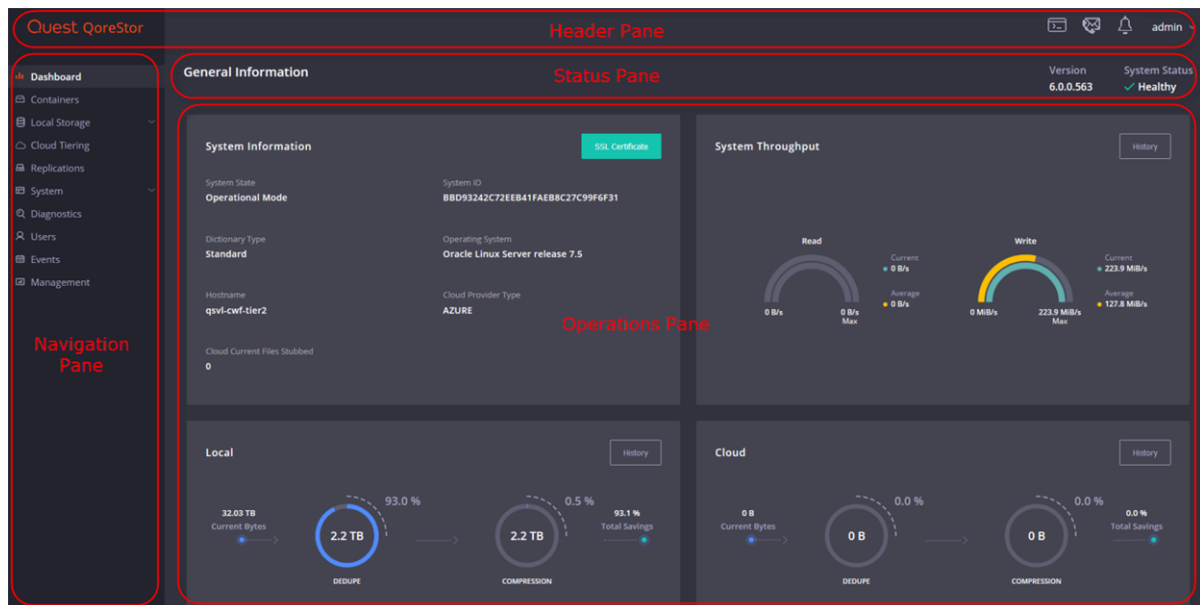 Quest QoreStor
Header Pane
admin
Dashboard
Containers
Local Storage
Cloud Tiering
Replications
System
Diagnostics
Users
Events
Management
Navigation
Pane
General Information
Status Pane
Version
6.0.0.563
System Status
Healthy
System Information
SSL Certificate
System State
Operational Mode
System ID
BBD93242C72EEB41FAEB8C27C99F6F31
Dictionary Type
Standard
Operating System
Oracle Linux Server release 7.5
Hostname
qsvl-cwf-tier2
Cloud Provider Type
AZURE
Cloud Current Files Stubbed
0
Operations Pane
System Throughput
History
Read
Current
0 B/s
Average
0 B/s
0 B/s
0 B/s
Max
Write
Current
223.9 MiB/s
Average
127.8 MiB/s
0 MiB/s
223.9 MiB/s
Max
Local
History
32.03 TB
Current Bytes
93.0 %
2.2 TB
DEDUPE
0.5 %
2.2 TB
COMPRESSION
93.1 %
Total Savings
Cloud
History
0 B
Current Bytes
0.0 %
0 B
DEDUPE
0.0 %
0 B
COMPRESSION
0.0 %
Total Savings